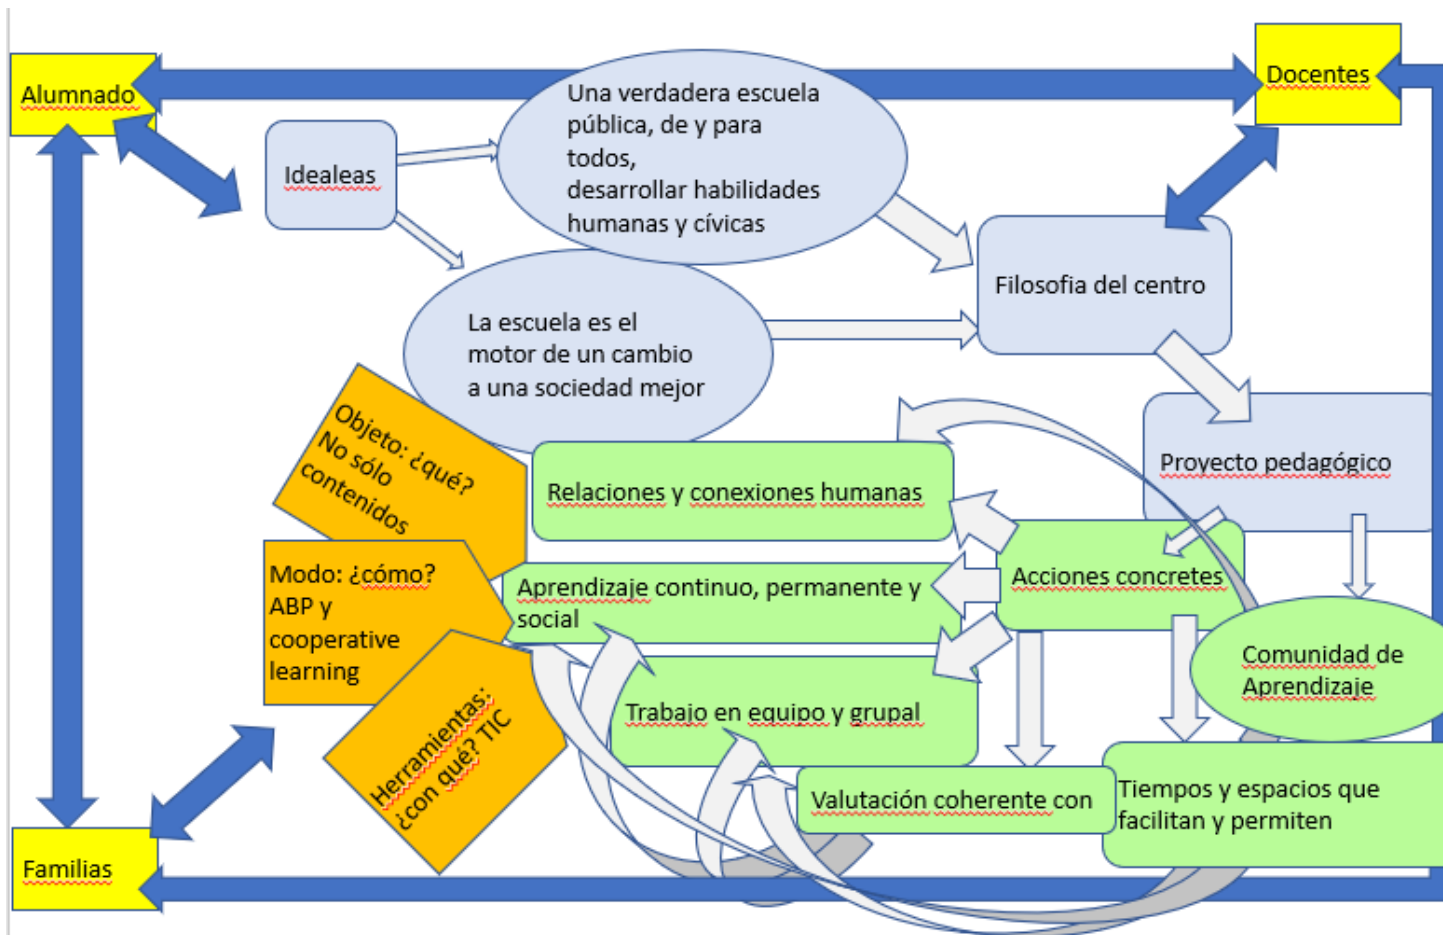 Alumnado
Docentes
Una verdadera escuela
pública, de y para
todos,
desarrollar habilidades
humanas y cívicas
Idealeas
Filosofia del centro
La escuela es el
motor de un cambio
a una sociedad mejor
Objeto: ¿qué?
No sólo
contenidos
Relaciones y conexiones humanas
Proyecto pedagógico
Modo: ¿cómo?
ABP y
cooperative
learning
Aprendizaje continuo, permanente y
social
Acciones concretes
Comunidad de
Aprendizaje
Herramientas:
¿con qué? TIC
Trabajo en equipo y grupal
Valutación coherente con
Tiempos y espacios que
facilitan y permiten
Familias